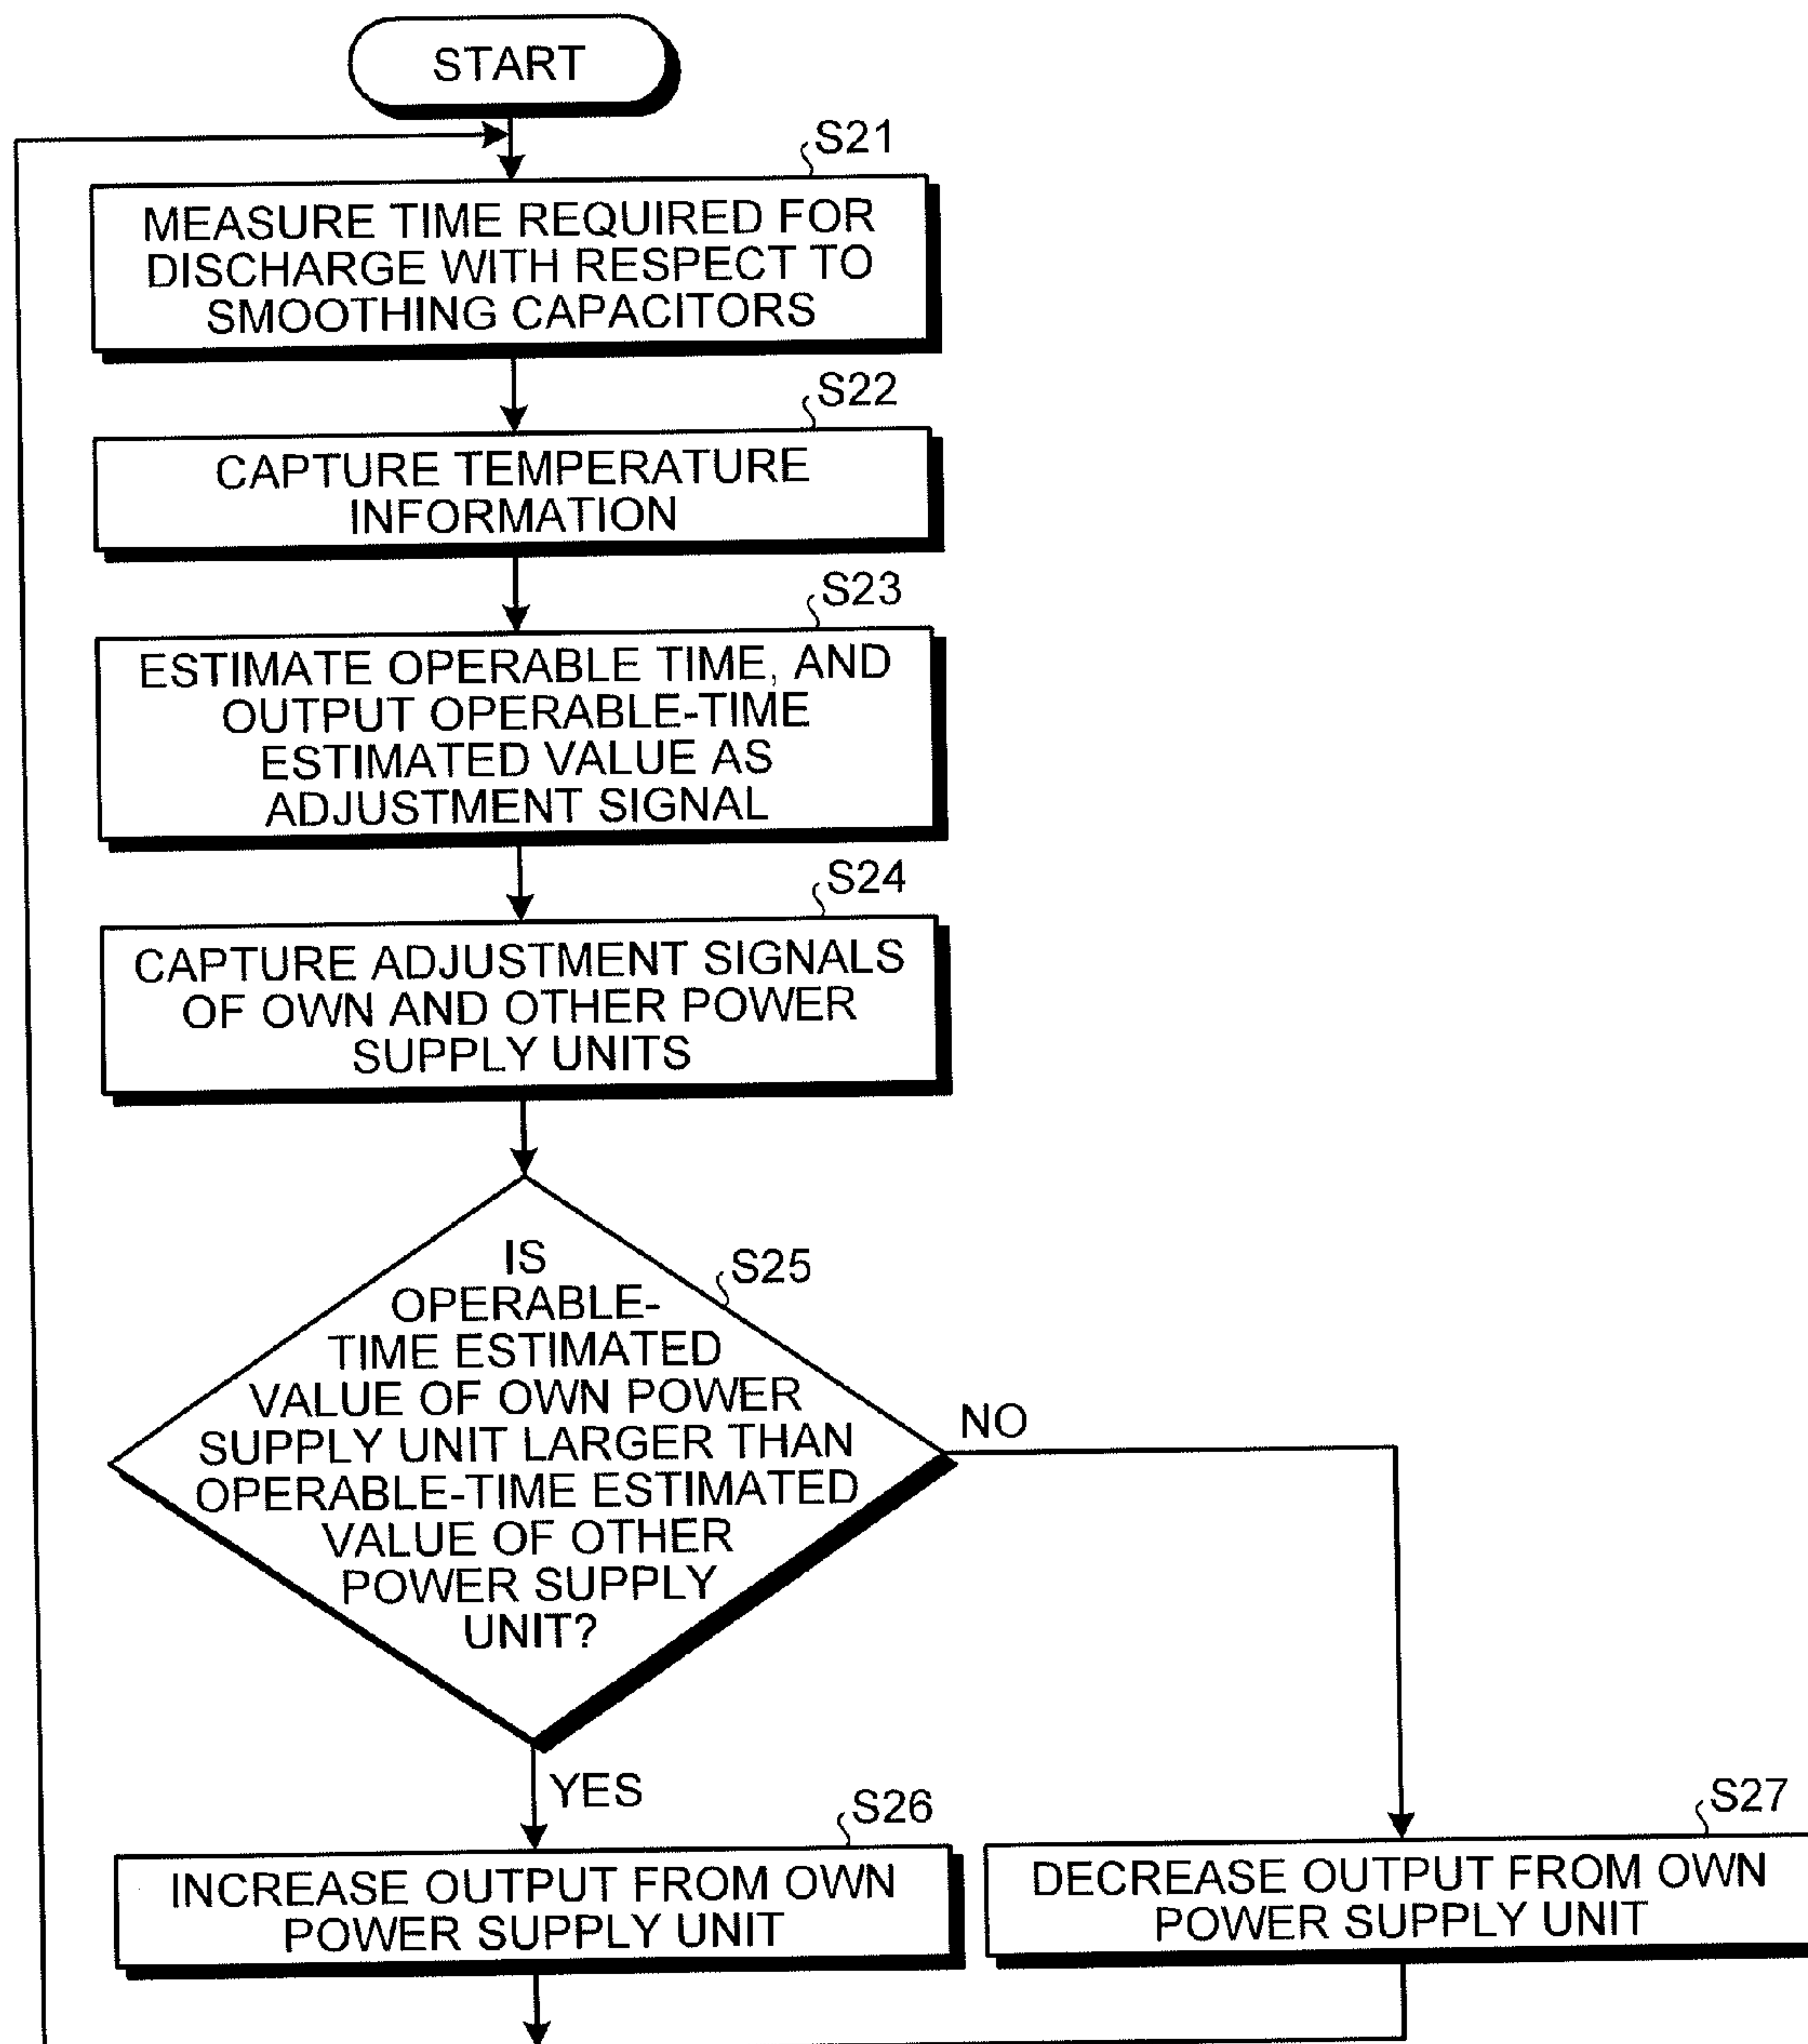 START
S21
MEASURE TIME REQUIRED FOR
DISCHARGE WITH RESPECT TO
SMOOTHING CAPACITORS
S22
CAPTURE TEMPERATURE
INFORMATION
S23
ESTIMATE OPERABLE TIME, AND
OUTPUT OPERABLE-TIME
ESTIMATED VALUE AS
ADJUSTMENT SIGNAL
S24
CAPTURE ADJUSTMENT SIGNALS
OF OWN AND OTHER POWER
SUPPLY UNITS
S25
IS
OPERABLE-
TIME ESTIMATED
VALUE OF OWN POWER
SUPPLY UNIT LARGER THAN
OPERABLE-TIME ESTIMATED
VALUE OF OTHER
POWER SUPPLY
UNIT?
NO
YES
S26
INCREASE OUTPUT FROM OWN
POWER SUPPLY UNIT
S27
DECREASE OUTPUT FROM OWN
POWER SUPPLY UNIT